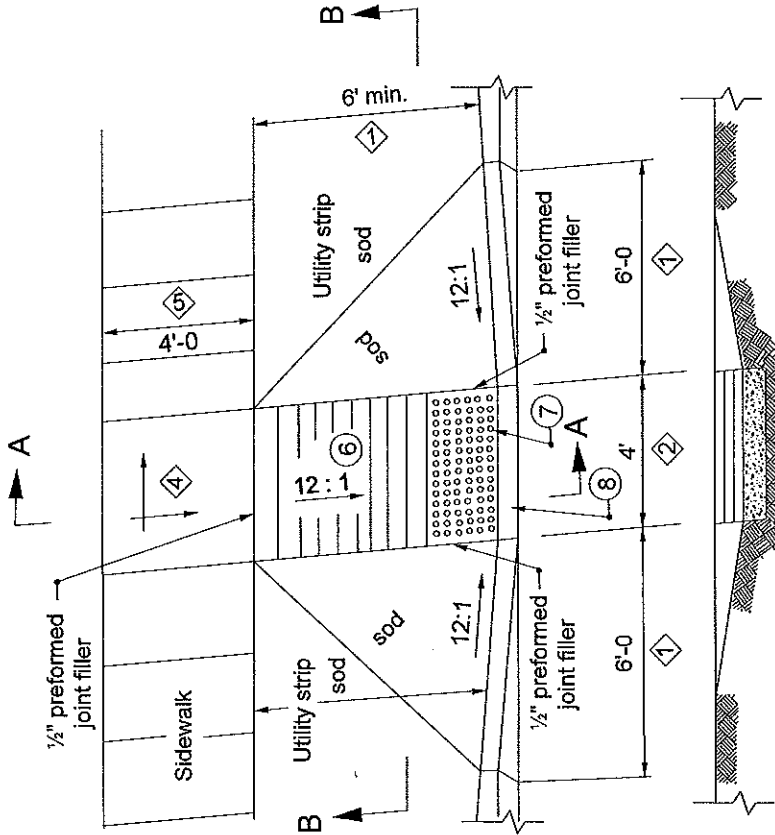 A
B
½" preformed
joint filler
Sidewalk
4
4'-0
5
Utility strip
sod
6' min.
1
Utility strip
sod
sod
sod
12 : 1
6
12:1
12:1
½" preformed
joint filler
½" preformed
joint filler
7
8
A
B
6'-0
4'
6'-0
1
2
1